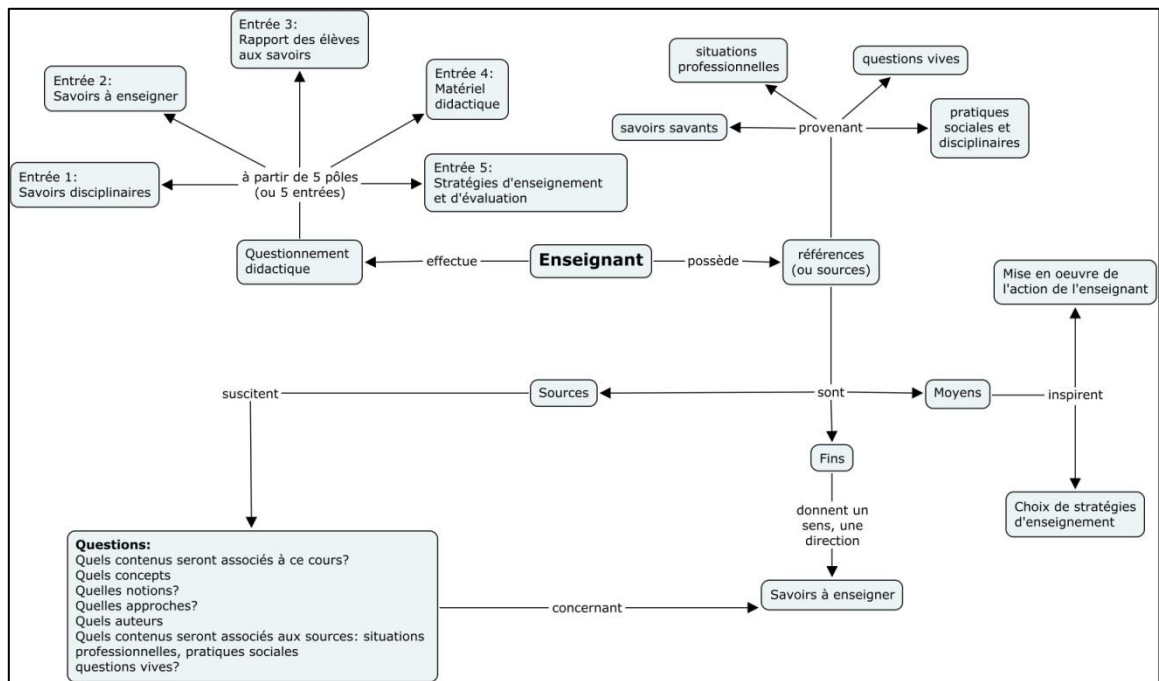 Entrée 3:
Rapport des élèves
aux savoirs
Entrée 2:
Savoirs à enseigner
Entrée 4:
Matériel
didactique
Entrée 1:
Savoirs disciplinaires
à partir de 5 pôles
(ou 5 entrées)
Entrée 5:
Stratégies d'enseignement
et d'évaluation
situations
professionnelles
questions vives
savoirs savants
provenant
pratiques
sociales et
disciplinaires
Questionnement
didactique
effectue
Enseignant
possède
références
(ou sources)
Mise en oeuvre de
l'action de l'enseignant
suscitent
Sources
sont
Moyens
inspirent
Fins
donnent un
sens, une
direction
Choix de stratégies
d'enseignement
Questions:
Quels contenus seront associés à ce cours?
Quels concepts
Quelles notions?
Quelles approches?
Quels auteurs
Quels contenus seront associés aux sources: situations
professionnelles, pratiques sociales
questions vives?
concernant
Savoirs à enseigner